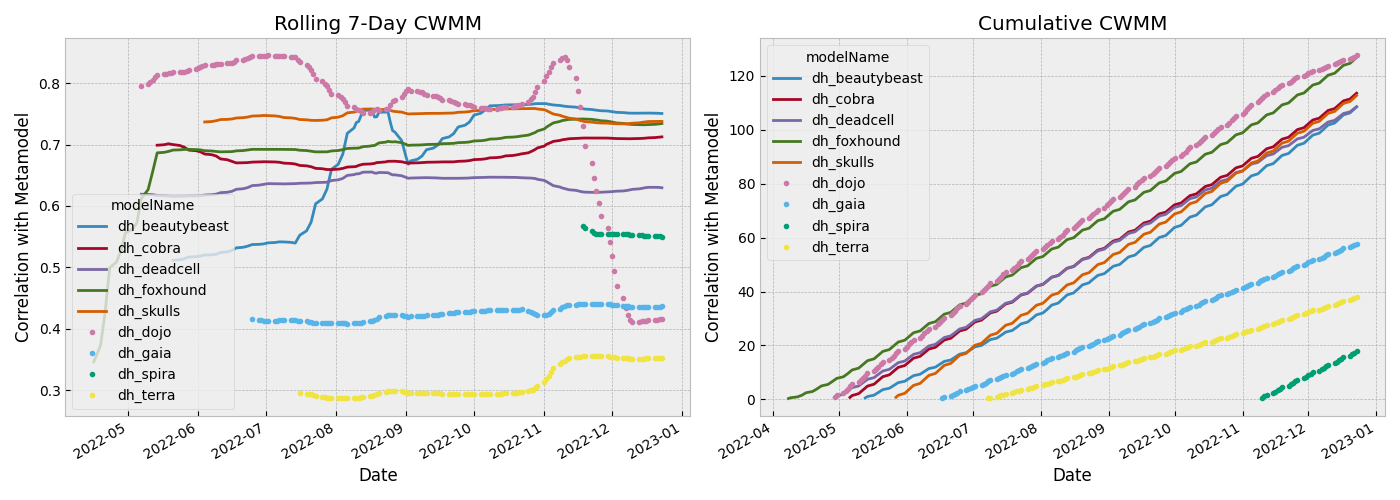 Rolling 7-Day CWMM
Correlation with Metamodel
0.8
0.7
0.6
0.5
0.4
0.3
modelName
dh_beautybeast
dh_cobra
dh_deadcell
dh_foxhound
dh_skulls
dh_dojo
dh_gaia
dh_spira
dh_terra
2022-05
2022-06
2022-07
2022-08
2022-09
2022-10
2022-11
2022-12
2023-01
Date
Cumulative CWMM
Correlation with Metamodel
120
100
80
60
40
20
0
modelName
dh_beautybeast
dh_cobra
dh_deadcell
dh_foxhound
dh_skulls
dh_dojo
dh_gaia
dh_spira
dh_terra
2022-04
2022-05
2022-06
2022-07
2022-08
2022-09
2022-10
2022-11
2022-12
2023-01
Date